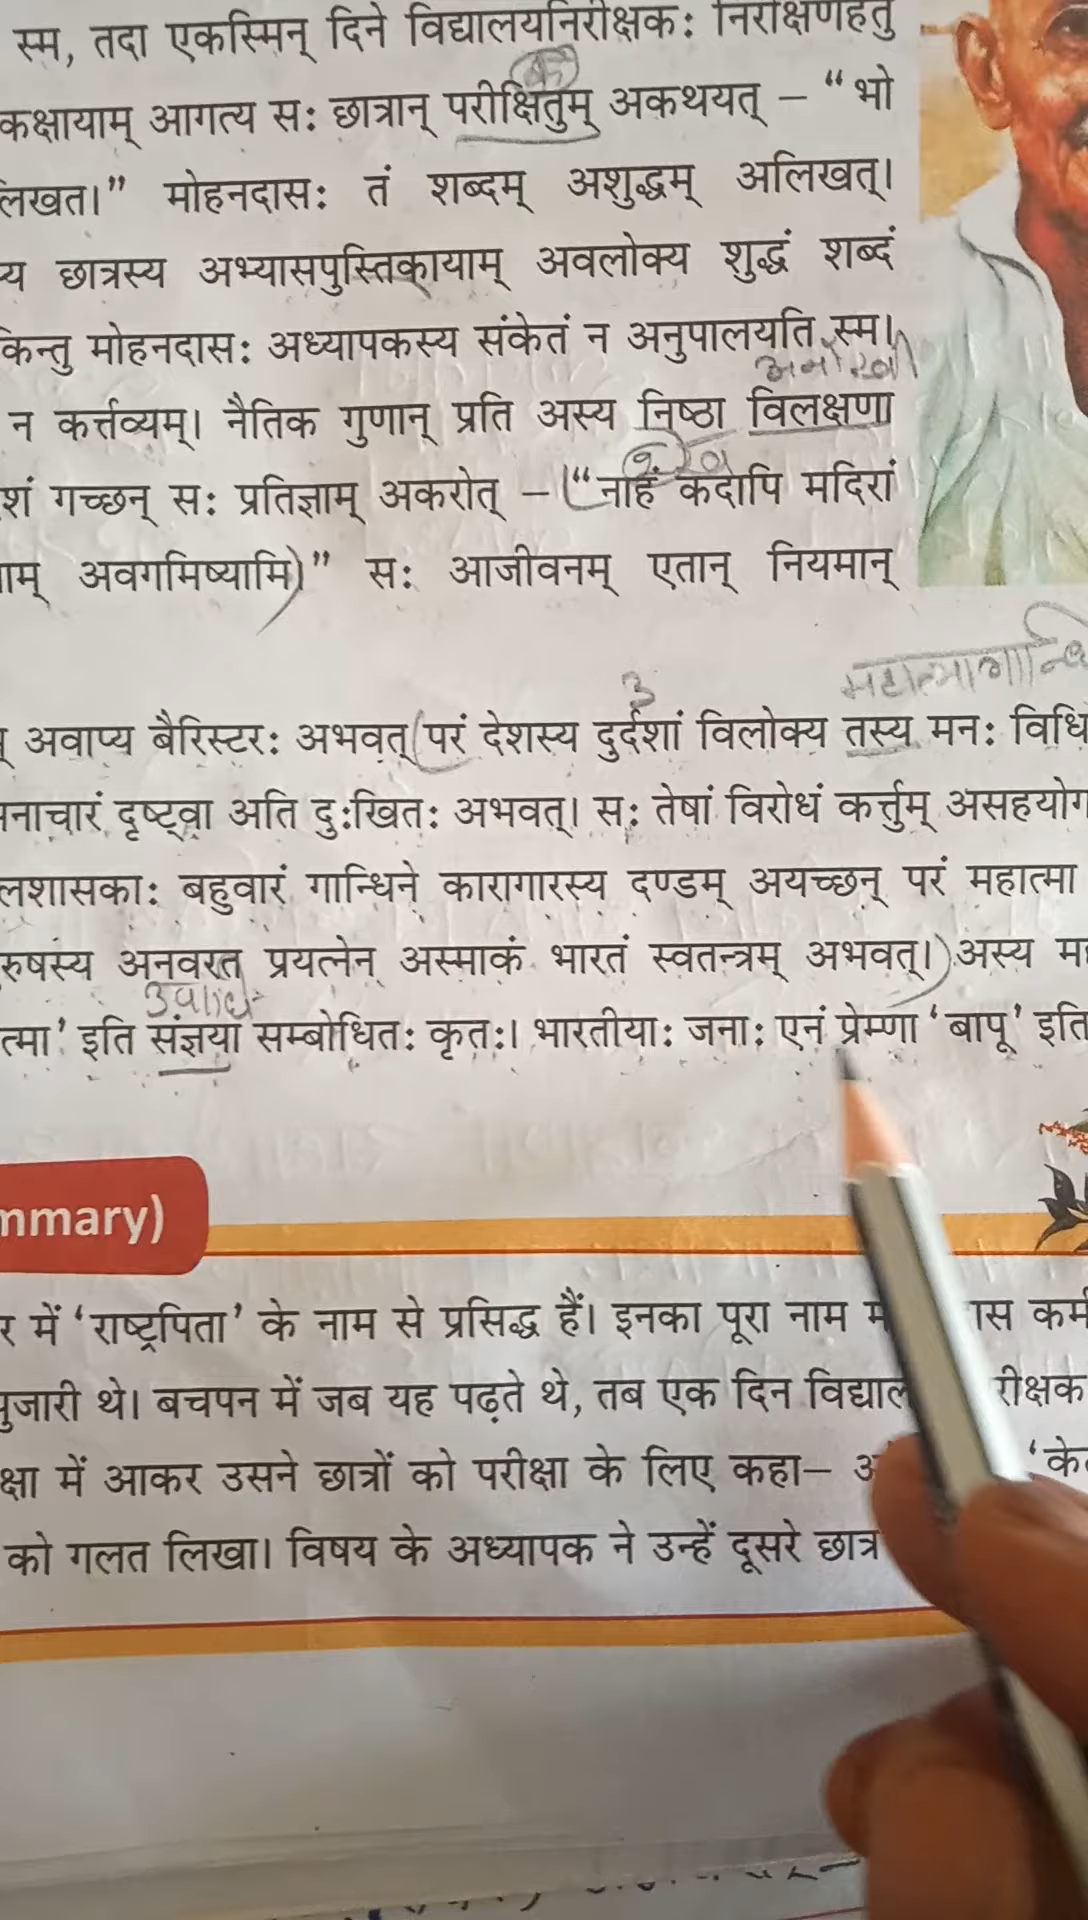 स्म, तदा एकस्मिन् दिने विद्यालयनिरीक्षकः निरीक्षणहेतु
कक्षायाम् आगत्य सः छात्रान् परीक्षितुम् अकथयत् – “भो
लिखत।” मोहनदासः तं शब्दम् अशुद्धम् अलिखत्।
य छात्रस्य अभ्यासपुस्तिकायाम् अवलोक्य शुद्धं शब्दं
किन्तु मोहनदासः अध्यापकस्य संकेतं न अनुपालयति स्म।
अनोखी
न कर्त्तव्यम्। नैतिक गुणान् प्रति अस्य निष्ठा विलक्षणा
शं गच्छन् सः प्रतिज्ञाम् अकरोत् – “नाहं कदापि मदिरां
ाम् अवगमिष्यामि)” सः आजीवनम् एतान् नियमान्
महात्मागान्धि
अवाप्य बैरिस्टरः अभवत् (परं देशस्य दुर्दशां विलोक्य तस्य मनः विधि
नाचारं दृष्ट्वा अति दुःखितः अभवत्। सः तेषां विरोधं कर्त्तुम् असहयोग
लशासकाः बहुवारं गान्धिने कारागारस्य दण्डम् अयच्छन् परं महात्मा
रुषस्य अनवरत प्रयत्नेन् अस्माकं भारतं स्वतन्त्रम् अभवत्।) अस्य म
उपाधि
त्मा’ इति संज्ञया सम्बोधितः कृतः। भारतीयाः जनाः एनं प्रेम्णा ‘बापू’ इति
mmary)
र में ‘राष्ट्रपिता’ के नाम से प्रसिद्ध हैं। इनका पूरा नाम म ास कर्म
पुजारी थे। बचपन में जब यह पढ़ते थे, तब एक दिन विद्याल रीक्षक
क्षा में आकर उसने छात्रों को परीक्षा के लिए कहा– अ ‘के
को गलत लिखा। विषय के अध्यापक ने उन्हें दूसरे छात्र